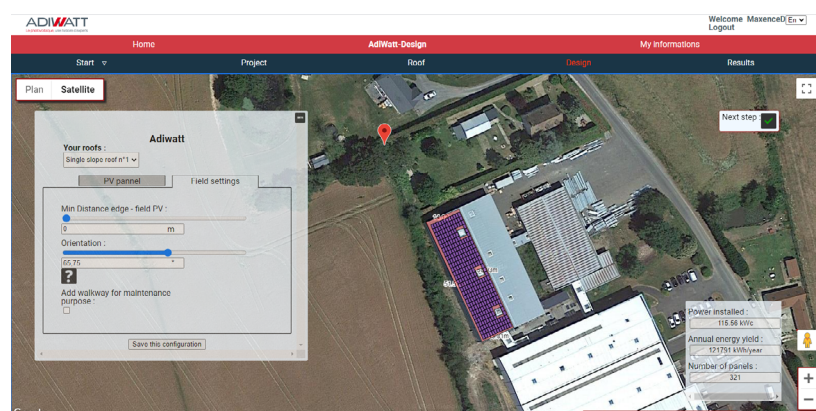 ADIWATT
Welcome MaxenceD En
Logout
Home AdiWatt-Design My Informations
Start Project Roof Design Results
Plan Satellite
Next step :
Adiwatt
Your roofs :
Single slope roof n°1
PV pannel Field settings
Min Distance edge - field PV :
0 m
Orientation :
65,75 °
?
Add walkway for maintenance
purpose :
Save this configuration
Power installed :
115.56 kWc
Annual energy yield :
121791 kWh/year
Number of panels :
321